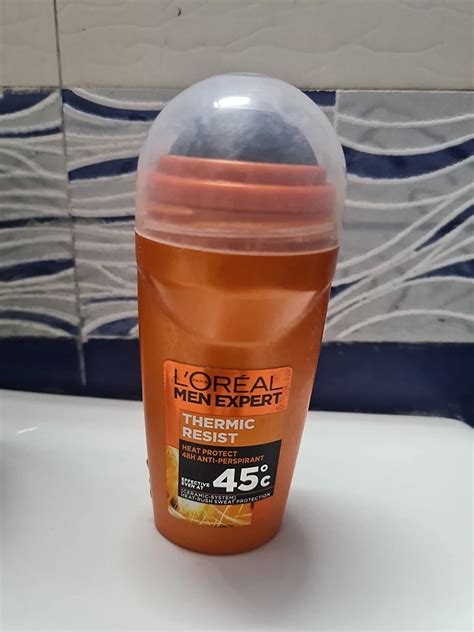 L'ORÉAL
MEN EXPERT
THERMIC
RESIST
HEAT PROTECT
48H ANTI-PERSPIRANT
EFFECTIVE
EVEN AT
45°C
[CERAMIC-SYSTEM]
HEAT-RUSH SWEAT PROTECTION